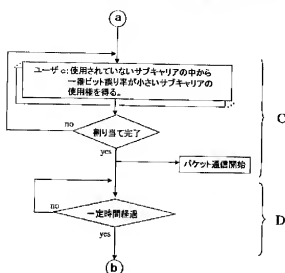 a
ユーザc:使用されていないサブキャリアの中から
一番ビット誤り率が小さいサブキャリアの
使用権を得る。
no
割り当て完了
C
yes
パケット通信開始
no
一定時間経過
D
yes
b